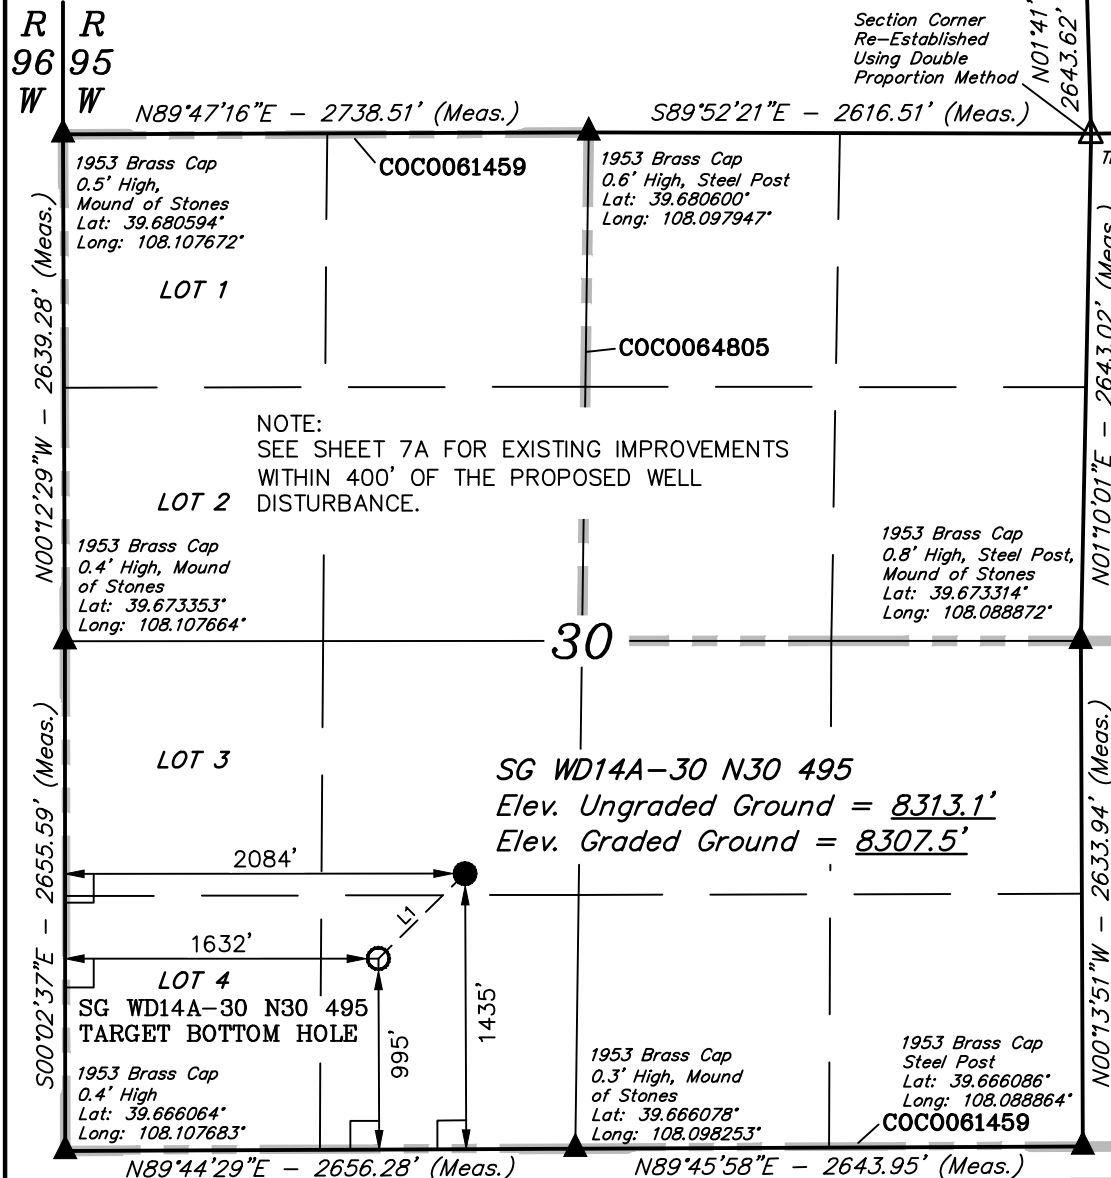 R R
96 95
W W
Section Corner
Re-Established
Using Double
Proportion Method
N01°41'
2643.62'
N89°47'16"E - 2738.51' (Meas.)
S89°52'21"E - 2616.51' (Meas.)
COC0061459
1953 Brass Cap
0.5' High,
Mound of Stones
Lat: 39.680594°
Long: 108.107672°
1953 Brass Cap
0.6' High, Steel Post
Lat: 39.680600°
Long: 108.097947°
N00°12'29"W - 2639.28' (Meas.)
N01°10'01"E - 2643.02' (Meas.)
LOT 1
COC0064805
NOTE:
SEE SHEET 7A FOR EXISTING IMPROVEMENTS
WITHIN 400' OF THE PROPOSED WELL
DISTURBANCE.
LOT 2
1953 Brass Cap
0.4' High, Mound
of Stones
Lat: 39.673353°
Long: 108.107664°
1953 Brass Cap
0.8' High, Steel Post,
Mound of Stones
Lat: 39.673314°
Long: 108.088872°
30
S00°02'37"E - 2655.59' (Meas.)
N00°13'51"W - 2633.94' (Meas.)
LOT 3
SG WD14A-30 N30 495
Elev. Ungraded Ground = 8313.1'
Elev. Graded Ground = 8307.5'
2084'
L1
1632'
LOT 4
SG WD14A-30 N30 495
TARGET BOTTOM HOLE
995'
1435'
1953 Brass Cap
0.4' High
Lat: 39.666064°
Long: 108.107683°
1953 Brass Cap
0.3' High, Mound
of Stones
Lat: 39.666078°
Long: 108.098253°
1953 Brass Cap
Steel Post
Lat: 39.666086°
Long: 108.088864°
COC0061459
N89°44'29"E - 2656.28' (Meas.)
N89°45'58"E - 2643.95' (Meas.)